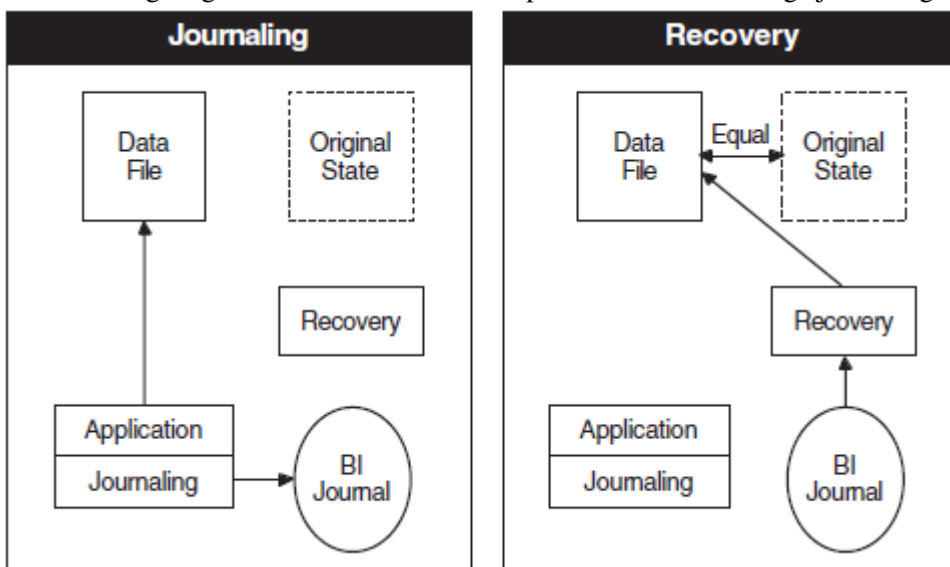 Journaling
Data
File
Original
State
Recovery
Application
Journaling
BI
Journal
Recovery
Data
File
Equal
Original
State
Recovery
Application
Journaling
BI
Journal